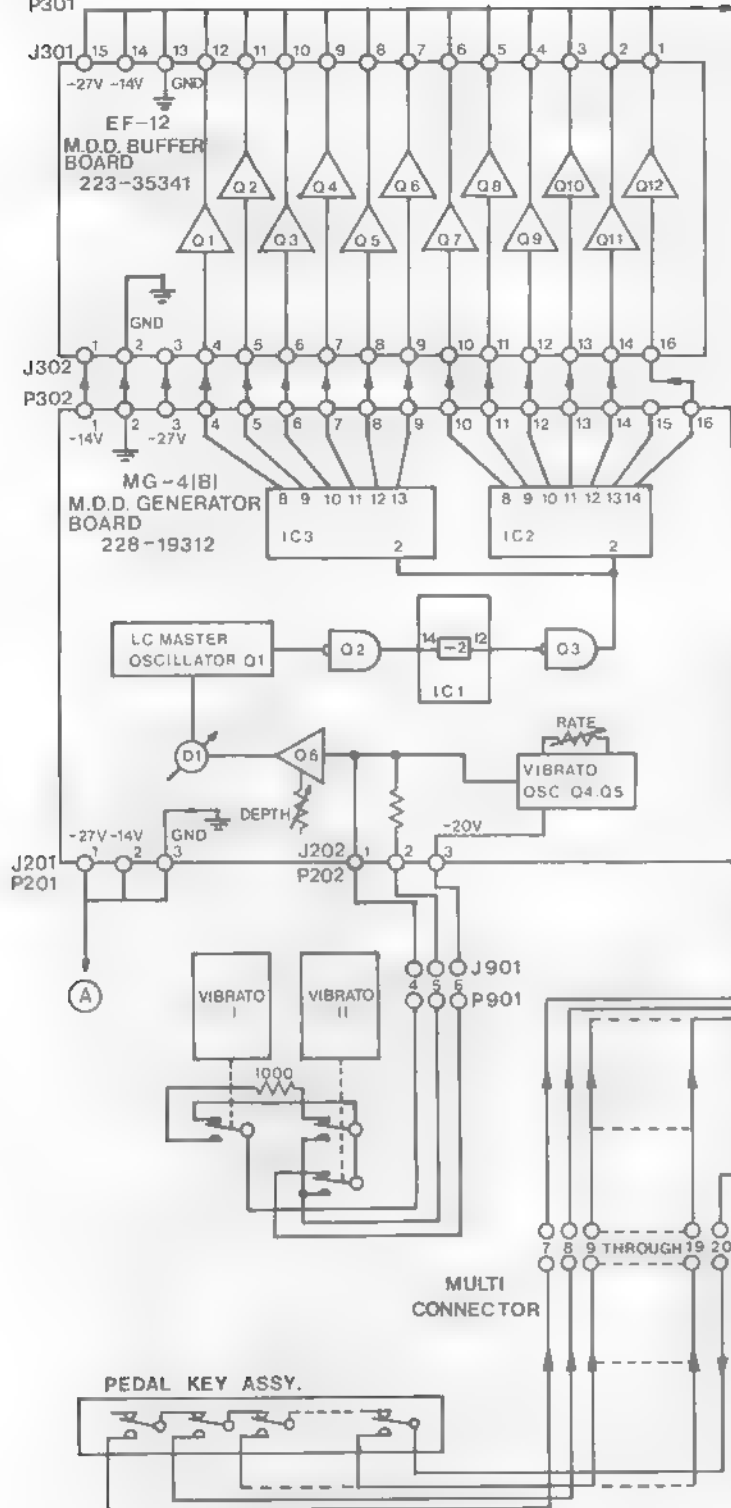 P301
J301 15 14 13 12 11 10 9 8 7 6 5 4 3 2 1
-27V -14V GND
EF-12
M.D.D. BUFFER
BOARD
223-35341
Q2 Q4 Q6 Q8 Q10 Q12
Q1 Q3 Q5 Q7 Q9 Q11
GND
1 2 3 4 5 6 7 8 9 10 11 12 13 14 16
J302
P302
1 2 3 4 5 6 7 8 9 10 11 12 13 14 15 16
-14V -27V
MG-4(B)
M.D.D. GENERATOR
BOARD
228-19312
8 9 10 11 12 13
IC3 2
8 9 10 11 12 13 14
IC2 2
LC MASTER
OSCILLATOR Q1
Q2
14 ÷2 12
IC1
Q3
D1
Q6
DEPTH
RATE
VIBRATO
OSC Q4.Q5
-20V
-27V -14V GND
J201 1 2 3
P201
J202 1 2 3
P202
A
VIBRATO
I
VIBRATO
II
J901
4 5 6
P901
1000
7 8 9 THROUGH 19 20
MULTI
CONNECTOR
PEDAL KEY ASSY.